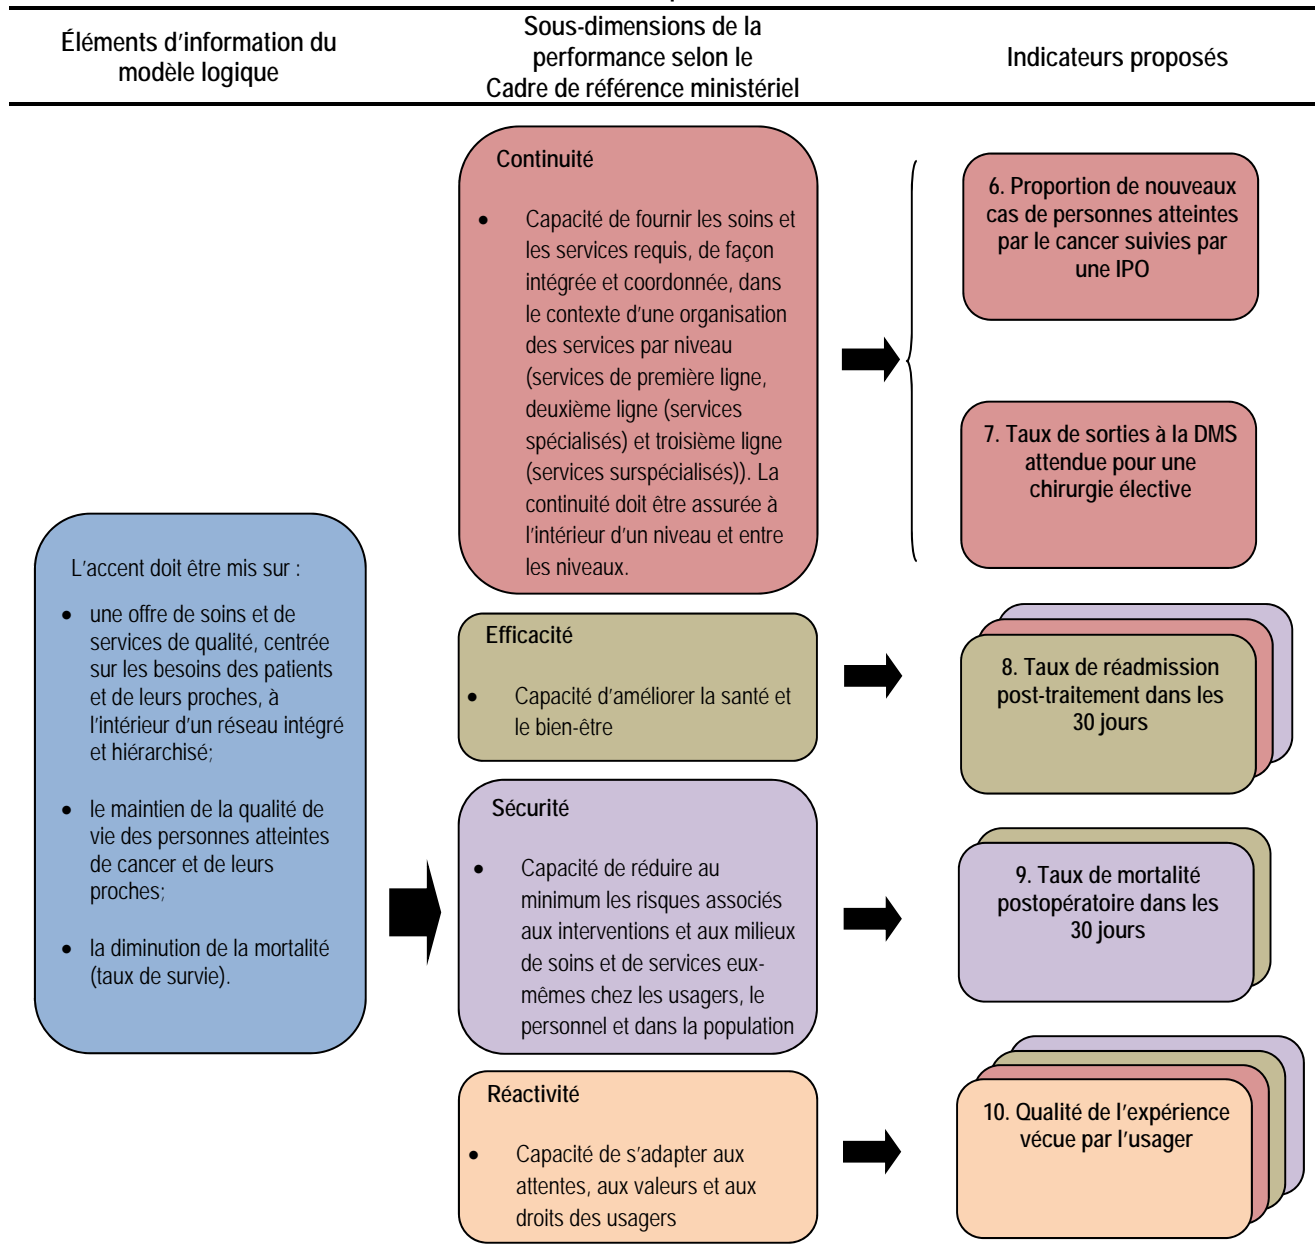 Éléments d'information du
modèle logique
Sous-dimensions de la
performance selon le
Cadre de référence ministériel
Indicateurs proposés
L'accent doit être mis sur :
• une offre de soins et de
services de qualité, centrée
sur les besoins des patients
et de leurs proches, à
l'intérieur d'un réseau intégré
et hiérarchisé;
• le maintien de la qualité de
vie des personnes atteintes
de cancer et de leurs
proches;
• la diminution de la mortalité
(taux de survie).
Continuité
• Capacité de fournir les soins et
les services requis, de façon
intégrée et coordonnée, dans
le contexte d'une organisation
des services par niveau
(services de première ligne,
deuxième ligne (services
spécialisés) et troisième ligne
(services surspécialisés)). La
continuité doit être assurée à
l'intérieur d'un niveau et entre
les niveaux.
6. Proportion de nouveaux
cas de personnes atteintes
par le cancer suivies par
une IPO
7. Taux de sorties à la DMS
attendue pour une
chirurgie élective
Efficacité
• Capacité d'améliorer la santé et
le bien-être
8. Taux de réadmission
post-traitement dans les
30 jours
Sécurité
• Capacité de réduire au
minimum les risques associés
aux interventions et aux milieux
de soins et de services eux-
mêmes chez les usagers, le
personnel et dans la population
9. Taux de mortalité
postopératoire dans les
30 jours
Réactivité
• Capacité de s'adapter aux
attentes, aux valeurs et aux
droits des usagers
10. Qualité de l'expérience
vécue par l'usager